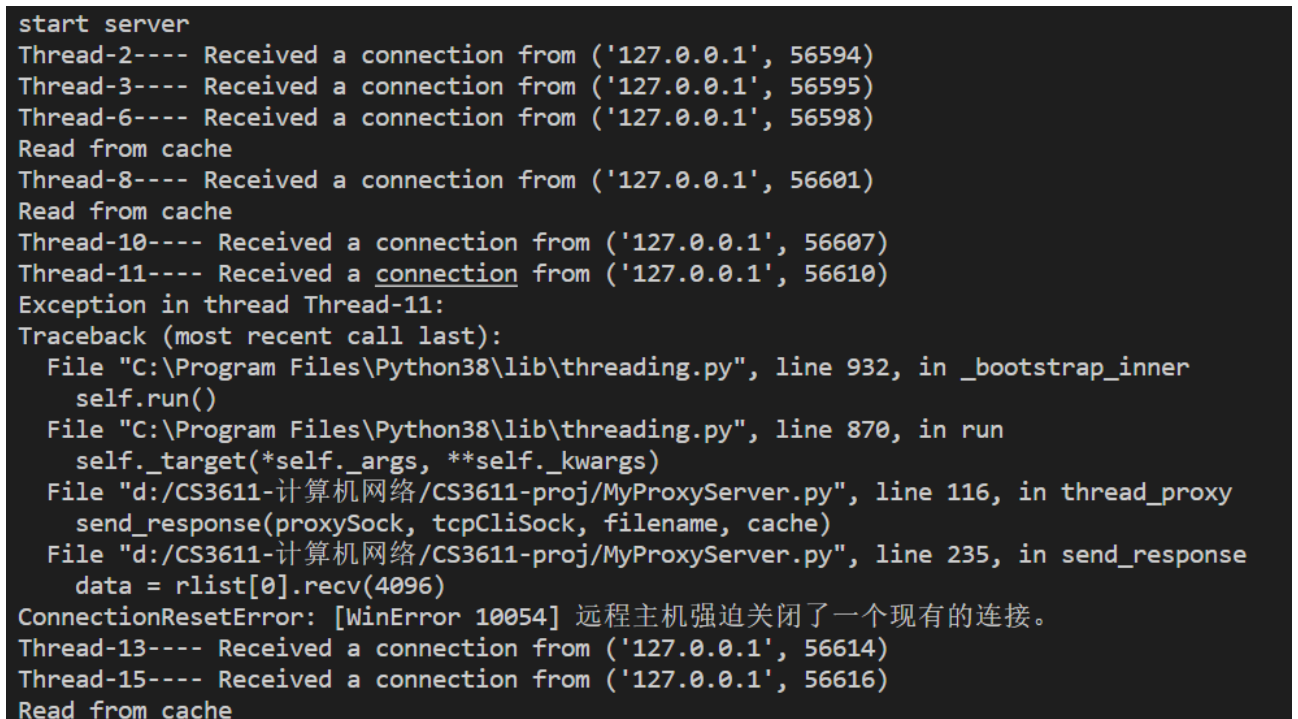 start server
Thread-2---- Received a connection from ('127.0.0.1', 56594)
Thread-3---- Received a connection from ('127.0.0.1', 56595)
Thread-6---- Received a connection from ('127.0.0.1', 56598)
Read from cache
Thread-8---- Received a connection from ('127.0.0.1', 56601)
Read from cache
Thread-10---- Received a connection from ('127.0.0.1', 56607)
Thread-11---- Received a connection from ('127.0.0.1', 56610)
Exception in thread Thread-11:
Traceback (most recent call last):
  File "C:\Program Files\Python38\lib\threading.py", line 932, in _bootstrap_inner
    self.run()
  File "C:\Program Files\Python38\lib\threading.py", line 870, in run
    self._target(*self._args, **self._kwargs)
  File "d:/CS3611-计算机网络/CS3611-proj/MyProxyServer.py", line 116, in thread_proxy
    send_response(proxySock, tcpCliSock, filename, cache)
  File "d:/CS3611-计算机网络/CS3611-proj/MyProxyServer.py", line 235, in send_response
    data = rlist[0].recv(4096)
ConnectionResetError: [WinError 10054] 远程主机强迫关闭了一个现有的连接。
Thread-13---- Received a connection from ('127.0.0.1', 56614)
Thread-15---- Received a connection from ('127.0.0.1', 56616)
Read from cache